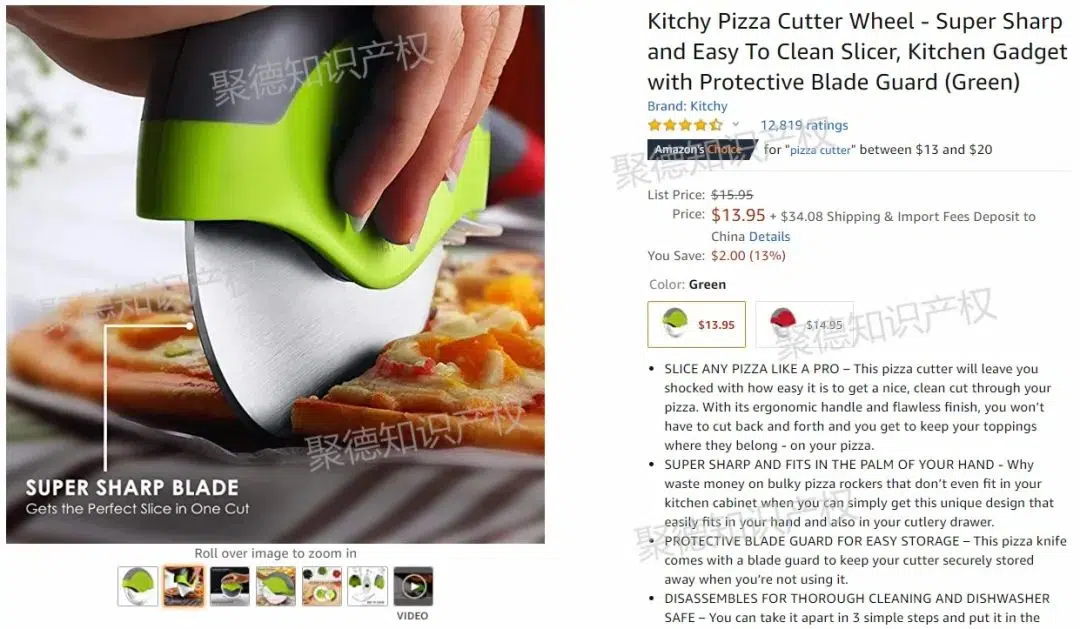 Kitchy Pizza Cutter Wheel - Super Sharp
and Easy To Clean Slicer, Kitchen Gadget
with Protective Blade Guard (Green)
Brand: Kitchy
12,819 ratings
Amazon's Choice for "pizza cutter" between $13 and $20
List Price: $15.95
Price: $13.95 + $34.08 Shipping & Import Fees Deposit to
China Details
You Save: $2.00 (13%)
Color: Green
$13.95
$14.95
• SLICE ANY PIZZA LIKE A PRO – This pizza cutter will leave you
shocked with how easy it is to get a nice, clean cut through your
pizza. With its ergonomic handle and flawless finish, you won't
have to cut back and forth and you get to keep your toppings
where they belong - on your pizza.
• SUPER SHARP AND FITS IN THE PALM OF YOUR HAND - Why
waste money on bulky pizza rockers that don't even fit in your
kitchen cabinet when you can simply get this unique design that
easily fits in your hand and also in your cutlery drawer.
• PROTECTIVE BLADE GUARD FOR EASY STORAGE – This pizza knife
comes with a blade guard to keep your cutter securely stored
away when you're not using it.
• DISASSEMBLES FOR THOROUGH CLEANING AND DISHWASHER
SAFE – You can take it apart in 3 simple steps and put it in the
SUPER SHARP BLADE
Gets the Perfect Slice in One Cut
Roll over image to zoom in
VIDEO
聚德知识产权
聚德知识产权
聚德知识产权
聚德知识产权
聚德知识产权
聚德知识产权